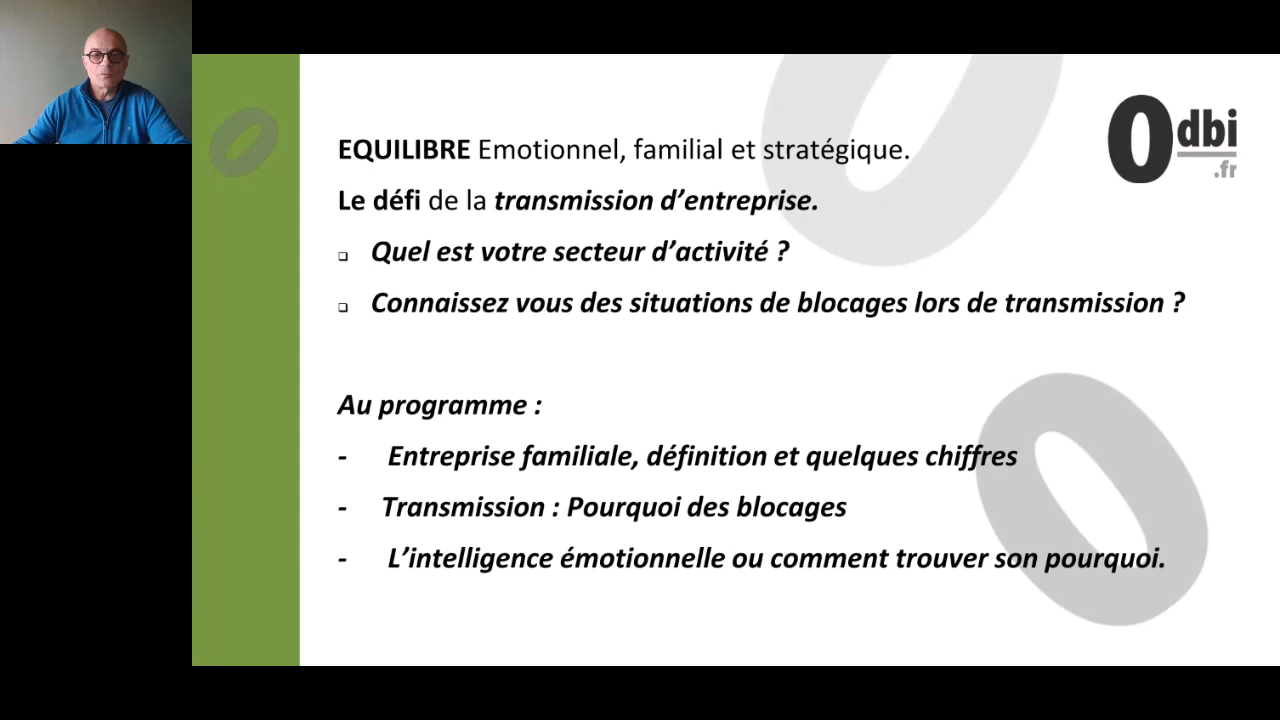 Odbi
.fr
EQUILIBRE Emotionnel, familial et stratégique.
Le défi de la transmission d’entreprise.
❑ Quel est votre secteur d’activité ?
❑ Connaissez vous des situations de blocages lors de transmission ?
Au programme :
- Entreprise familiale, définition et quelques chiffres
- Transmission : Pourquoi des blocages
- L’intelligence émotionnelle ou comment trouver son pourquoi.